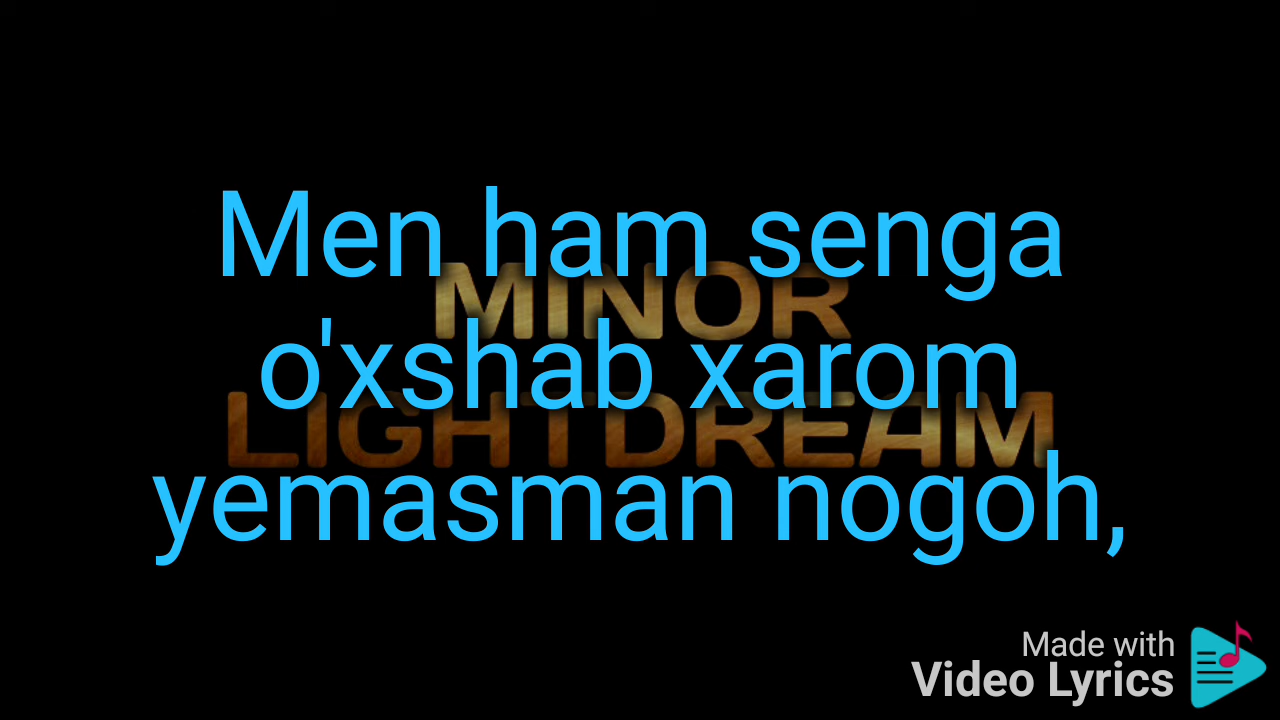 Men ham senga
MINOR
o'xshab xarom
LIGHTDREAM
yemasman nogoh,
Made with
Video Lyrics